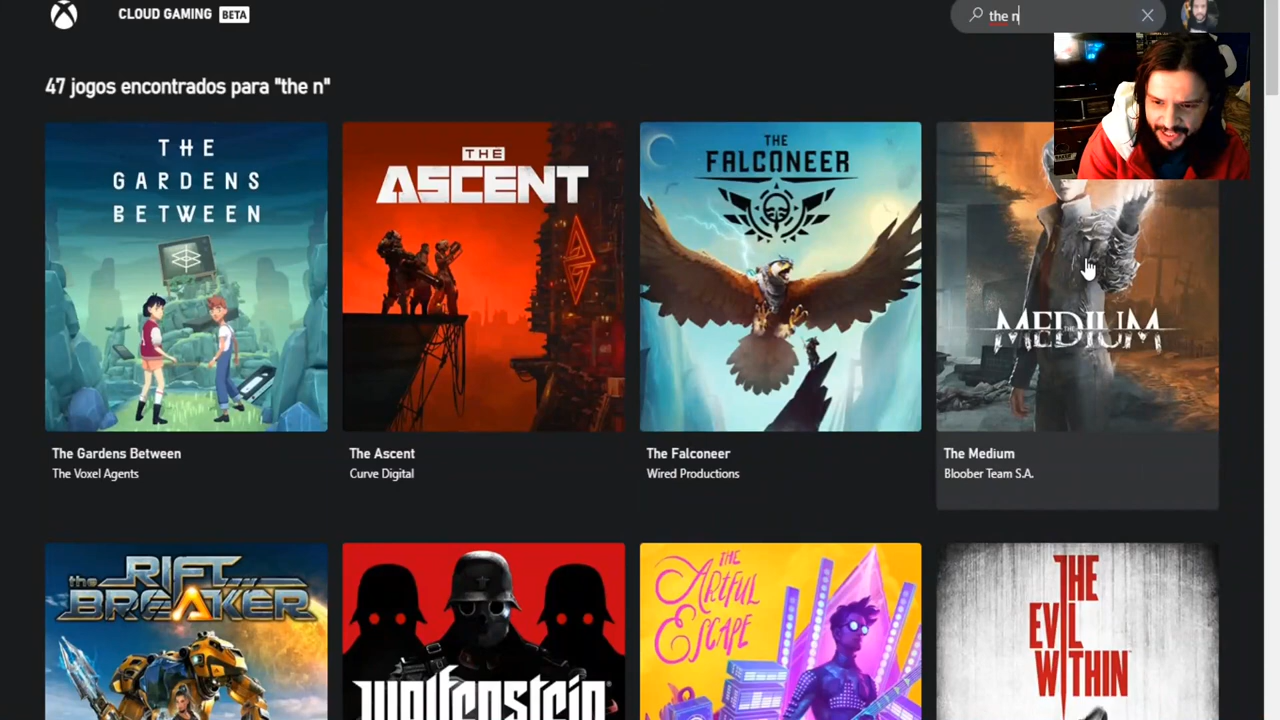 CLOUD GAMING BETA
the n
47 jogos encontrados para "the n"
THE
GARDENS
BETWEEN
THE
ASCENT
THE
FALCONEER
THE MEDIUM
The Gardens Between
The Voxel Agents
The Ascent
Curve Digital
The Falconeer
Wired Productions
The Medium
Bloober Team S.A.
the RIFT
BREAKER
Wolfenstein
THE
ARTFUL
ESCAPE
THE
EVIL
WITHIN